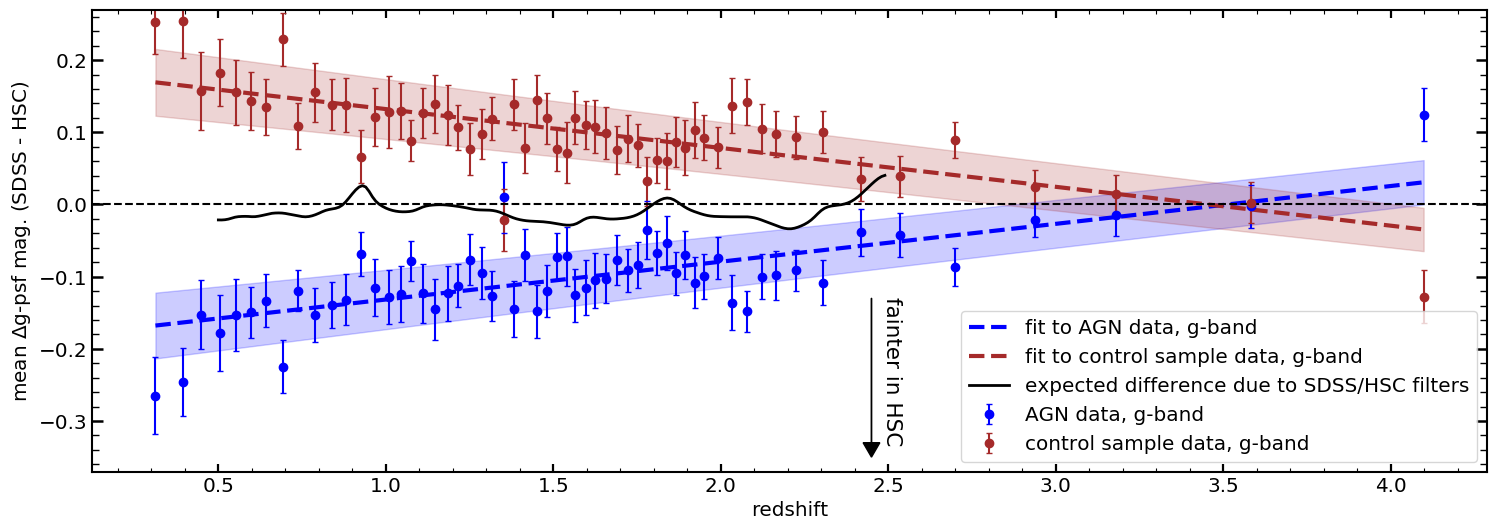 mean Δg-psf mag. (SDSS - HSC)
0.2
0.1
0.0
−0.1
−0.2
−0.3
fainter in HSC
fit to AGN data, g-band
fit to control sample data, g-band
expected difference due to SDSS/HSC filters
AGN data, g-band
control sample data, g-band
0.5 1.0 1.5 2.0 2.5 3.0 3.5 4.0
redshift